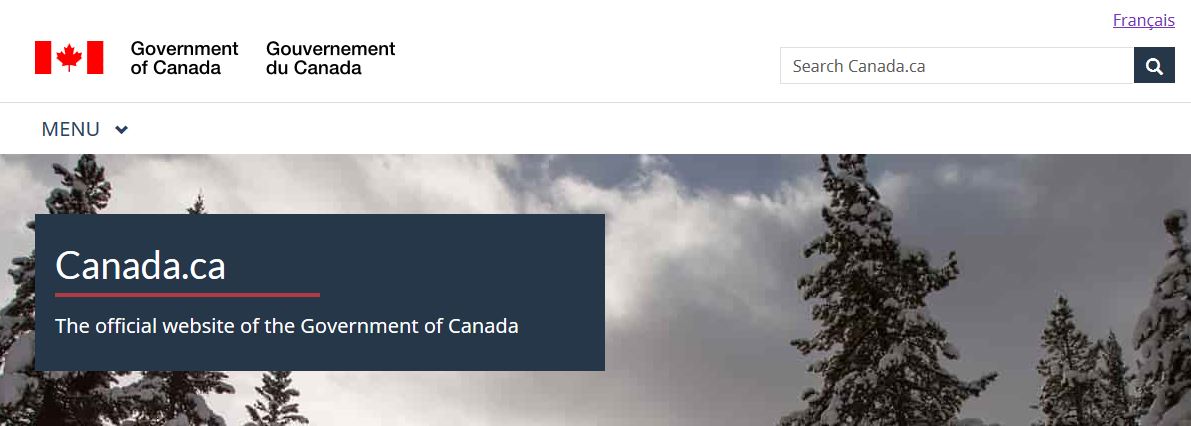 Français
Government
of Canada
Gouvernement
du Canada
Search Canada.ca
MENU
Canada.ca
The official website of the Government of Canada